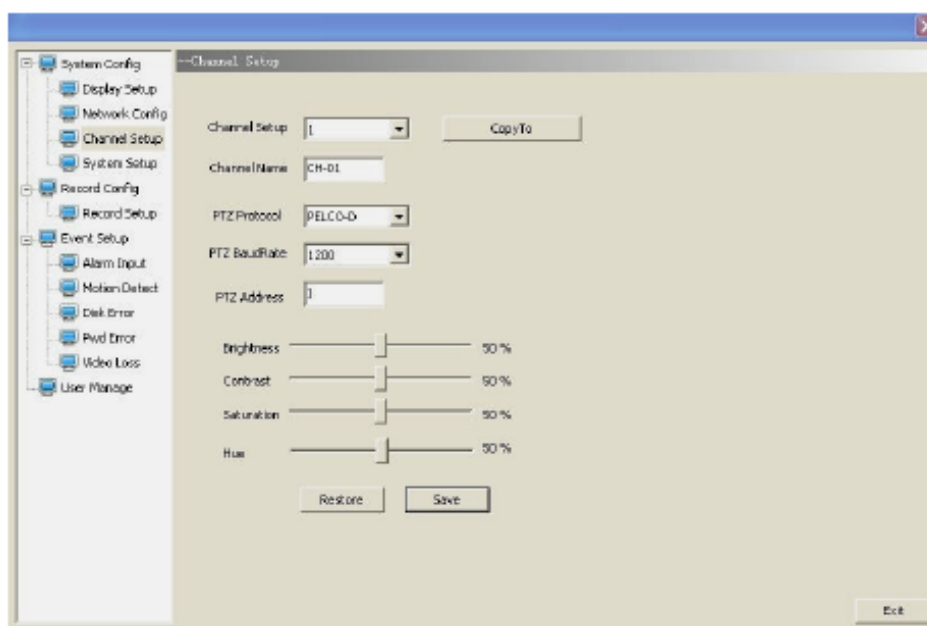 --Channel Setup
System Config
Display Setup
Network Config
Channel Setup
System Setup
Record Config
Record Setup
Event Setup
Alarm Input
Motion Detect
Disk Error
Pwd Error
Video Loss
User Manage
Channel Setup 1 CopyTo
Channel Name CH-01
PTZ Protocol PELCO-D
PTZ BaudRate 1200
PTZ Address 1
Brightness 50 %
Contrast 50 %
Saturation 50 %
Hue 50 %
Restore Save
Exit